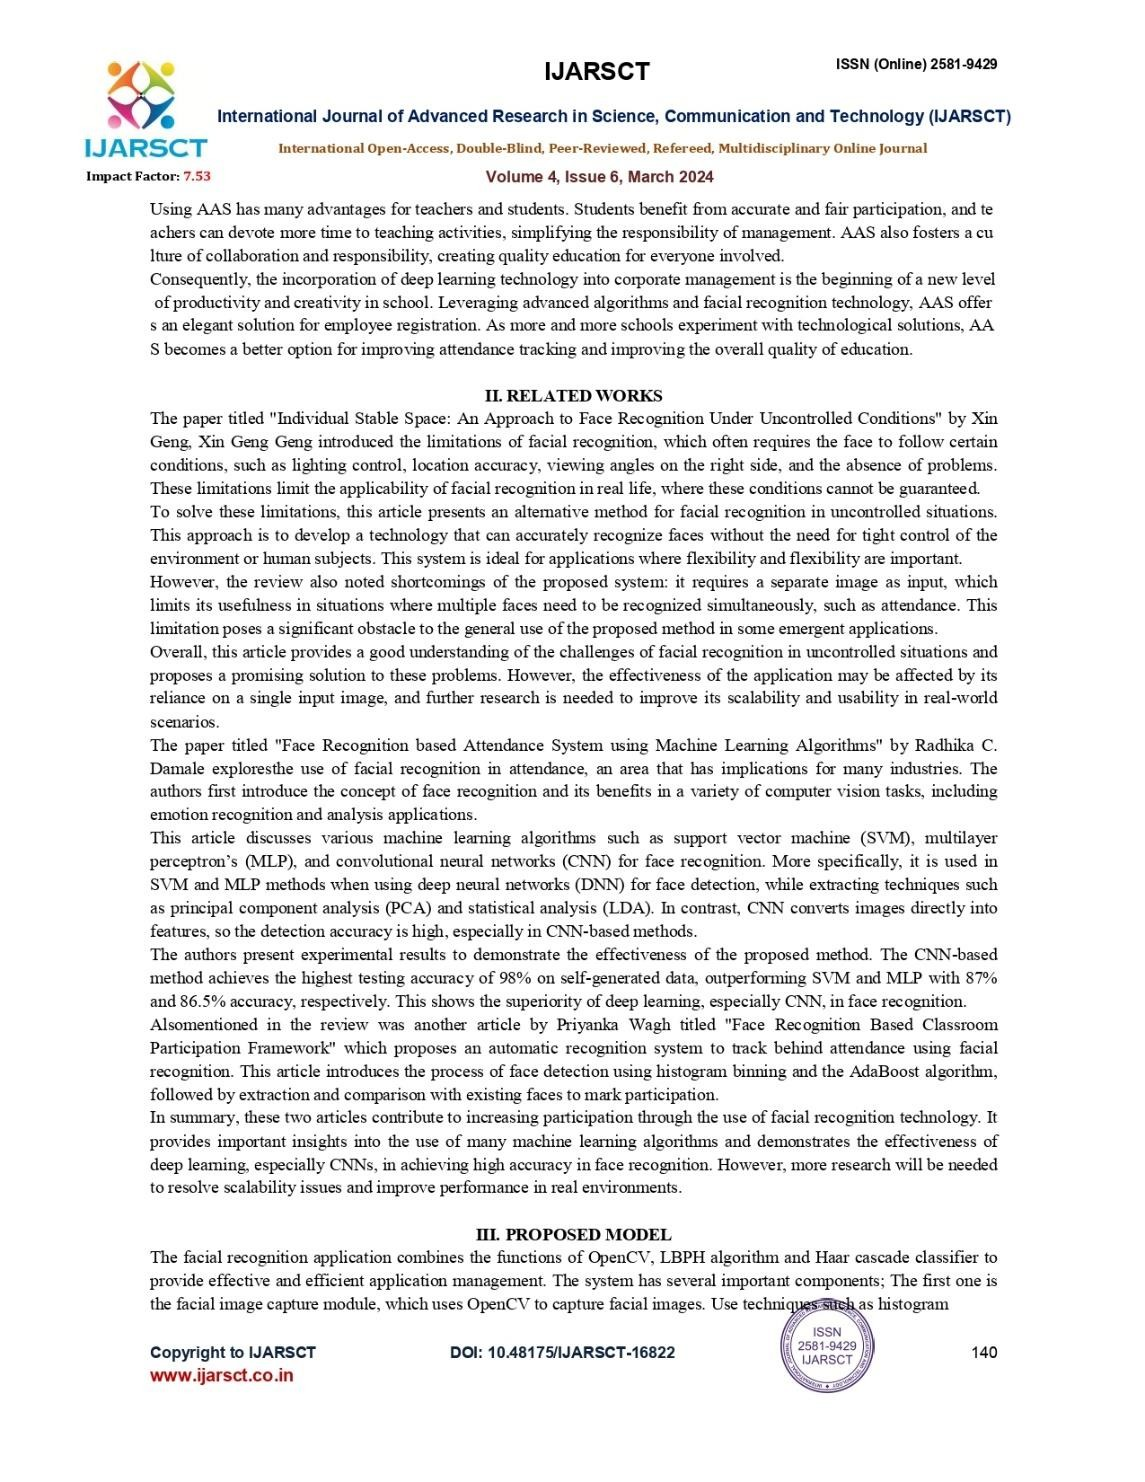 IJARSCT
ISSN (Online) 2581-9429
International Journal of Advanced Research in Science, Communication and Technology (IJARSCT)
IJARSCT
International Open-Access, Double-Blind, Peer-Reviewed, Refereed, Multidisciplinary Online Journal
Impact Factor: 7.53
Volume 4, Issue 6, March 2024
Using AAS has many advantages for teachers and students. Students benefit from accurate and fair participation, and te
achers can devote more time to teaching activities, simplifying the responsibility of management. AAS also fosters a cu
lture of collaboration and responsibility, creating quality education for everyone involved.
Consequently, the incorporation of deep learning technology into corporate management is the beginning of a new level
of productivity and creativity in school. Leveraging advanced algorithms and facial recognition technology, AAS offer
s an elegant solution for employee registration. As more and more schools experiment with technological solutions, AA
S becomes a better option for improving attendance tracking and improving the overall quality of education.
II. RELATED WORKS
The paper titled "Individual Stable Space: An Approach to Face Recognition Under Uncontrolled Conditions" by Xin
Geng, Xin Geng Geng introduced the limitations of facial recognition, which often requires the face to follow certain
conditions, such as lighting control, location accuracy, viewing angles on the right side, and the absence of problems.
These limitations limit the applicability of facial recognition in real life, where these conditions cannot be guaranteed.
To solve these limitations, this article presents an alternative method for facial recognition in uncontrolled situations.
This approach is to develop a technology that can accurately recognize faces without the need for tight control of the
environment or human subjects. This system is ideal for applications where flexibility and flexibility are important.
However, the review also noted shortcomings of the proposed system: it requires a separate image as input, which
limits its usefulness in situations where multiple faces need to be recognized simultaneously, such as attendance. This
limitation poses a significant obstacle to the general use of the proposed method in some emergent applications.
Overall, this article provides a good understanding of the challenges of facial recognition in uncontrolled situations and
proposes a promising solution to these problems. However, the effectiveness of the application may be affected by its
reliance on a single input image, and further research is needed to improve its scalability and usability in real-world
scenarios.
The paper titled "Face Recognition based Attendance System using Machine Learning Algorithms" by Radhika C.
Damale exploresthe use of facial recognition in attendance, an area that has implications for many industries. The
authors first introduce the concept of face recognition and its benefits in a variety of computer vision tasks, including
emotion recognition and analysis applications.
This article discusses various machine learning algorithms such as support vector machine (SVM), multilayer
perceptron’s (MLP), and convolutional neural networks (CNN) for face recognition. More specifically, it is used in
SVM and MLP methods when using deep neural networks (DNN) for face detection, while extracting techniques such
as principal component analysis (PCA) and statistical analysis (LDA). In contrast, CNN converts images directly into
features, so the detection accuracy is high, especially in CNN-based methods.
The authors present experimental results to demonstrate the effectiveness of the proposed method. The CNN-based
method achieves the highest testing accuracy of 98% on self-generated data, outperforming SVM and MLP with 87%
and 86.5% accuracy, respectively. This shows the superiority of deep learning, especially CNN, in face recognition.
Alsomentioned in the review was another article by Priyanka Wagh titled "Face Recognition Based Classroom
Participation Framework" which proposes an automatic recognition system to track behind attendance using facial
recognition. This article introduces the process of face detection using histogram binning and the AdaBoost algorithm,
followed by extraction and comparison with existing faces to mark participation.
In summary, these two articles contribute to increasing participation through the use of facial recognition technology. It
provides important insights into the use of many machine learning algorithms and demonstrates the effectiveness of
deep learning, especially CNNs, in achieving high accuracy in face recognition. However, more research will be needed
to resolve scalability issues and improve performance in real environments.
III. PROPOSED MODEL
The facial recognition application combines the functions of OpenCV, LBPH algorithm and Haar cascade classifier to
provide effective and efficient application management. The system has several important components; The first one is
the facial image capture module, which uses OpenCV to capture facial images. Use techniques such as histogram
ISSN
2581-9429
IJARSCT
Copyright to IJARSCT
DOI: 10.48175/IJARSCT-16822
140
www.ijarsct.co.in